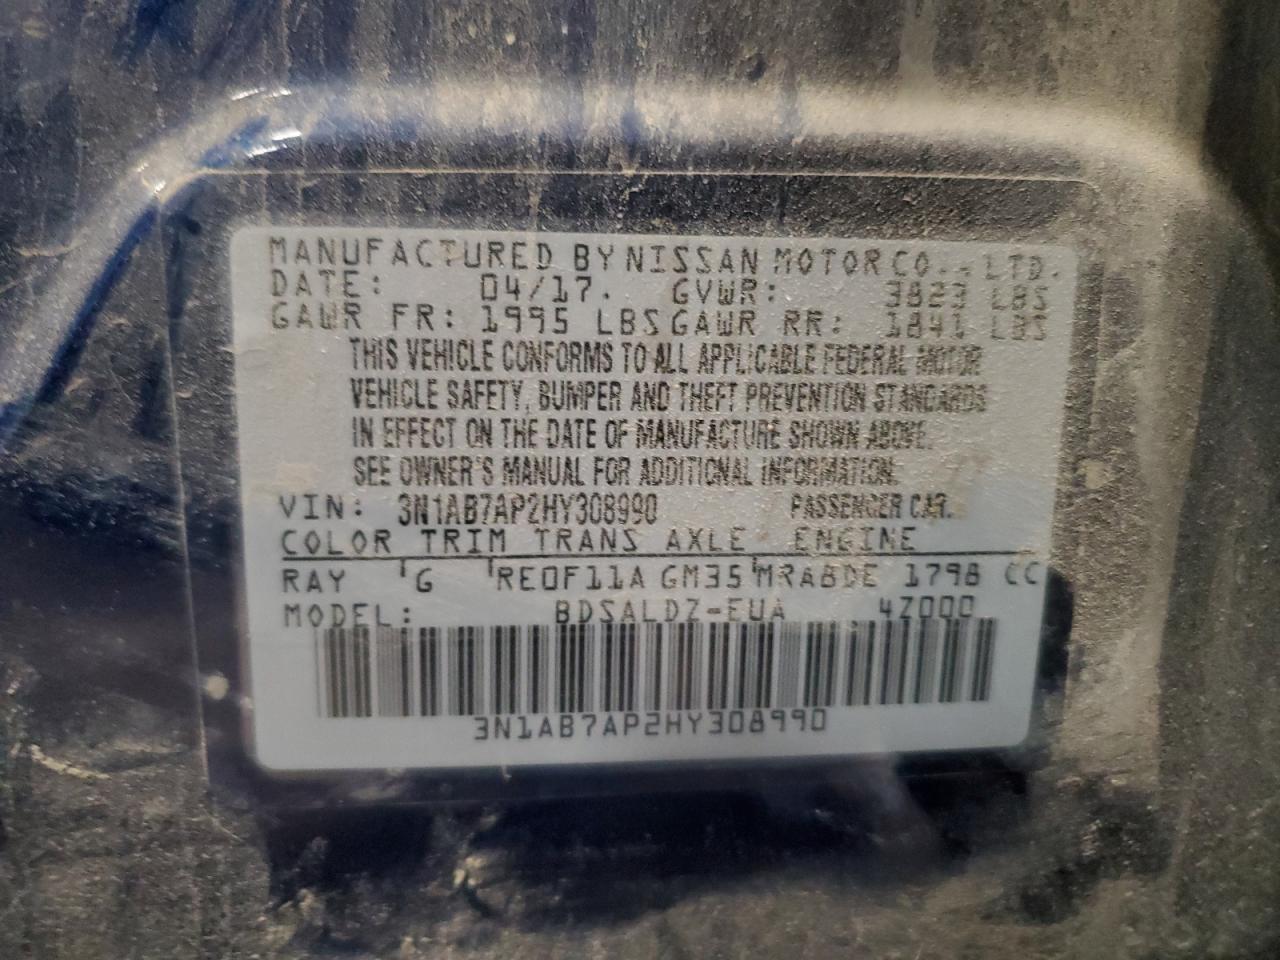 MANUFACTURED BY NISSAN MOTOR CO., LTD.
DATE: 04/17. GVWR: 3823 LBS
GAWR FR: 1995 LBS GAWR RR: 1841 LBS
THIS VEHICLE CONFORMS TO ALL APPLICABLE FEDERAL MOTOR
VEHICLE SAFETY, BUMPER AND THEFT PREVENTION STANDARDS
IN EFFECT ON THE DATE OF MANUFACTURE SHOWN ABOVE.
SEE OWNER'S MANUAL FOR ADDITIONAL INFORMATION.
VIN: 3N1AB7AP2HY308990 PASSENGER CAR.
COLOR TRIM TRANS AXLE ENGINE
RAY G RE0F11A GM35 MRA8DE 1798 CC
MODEL: BDSALDZ-EUA 4Z000
3N1AB7AP2HY308990